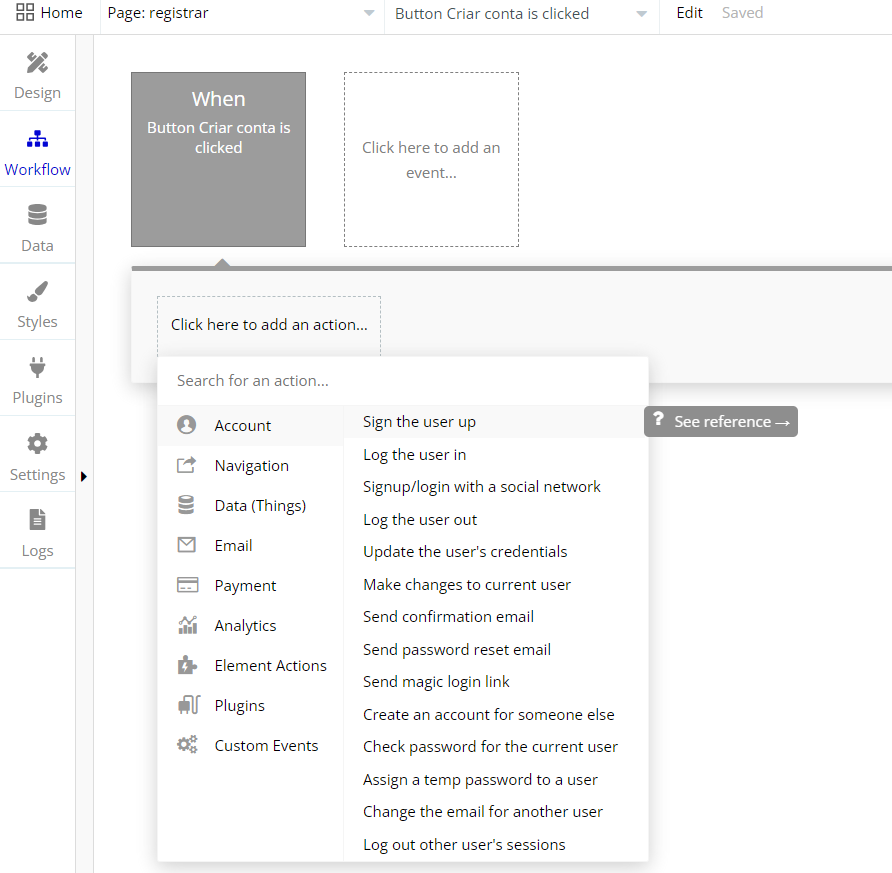 Home
Page: registrar
Button Criar conta is clicked
Edit
Saved
Design
Workflow
Data
Styles
Plugins
Settings
Logs
When
Button Criar conta is
clicked
Click here to add an
event...
Click here to add an action...
Search for an action...
Account
Navigation
Data (Things)
Email
Payment
Analytics
Element Actions
Plugins
Custom Events
Sign the user up
Log the user in
Signup/login with a social network
Log the user out
Update the user's credentials
Make changes to current user
Send confirmation email
Send password reset email
Send magic login link
Create an account for someone else
Check password for the current user
Assign a temp password to a user
Change the email for another user
Log out other user's sessions
? See reference →